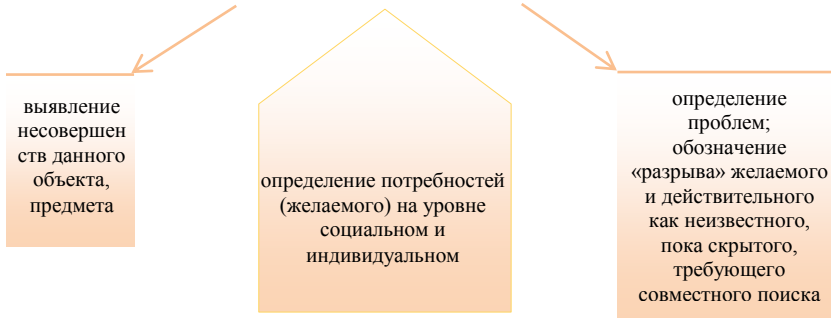 выявление
несовершен
ств данного
объекта,
предмета
определение потребностей
(желаемого) на уровне
социальном и
индивидуальном
определение
проблем;
обозначение
«разрыва» желаемого
и действительного
как неизвестного,
пока скрытого,
требующего
совместного поиска